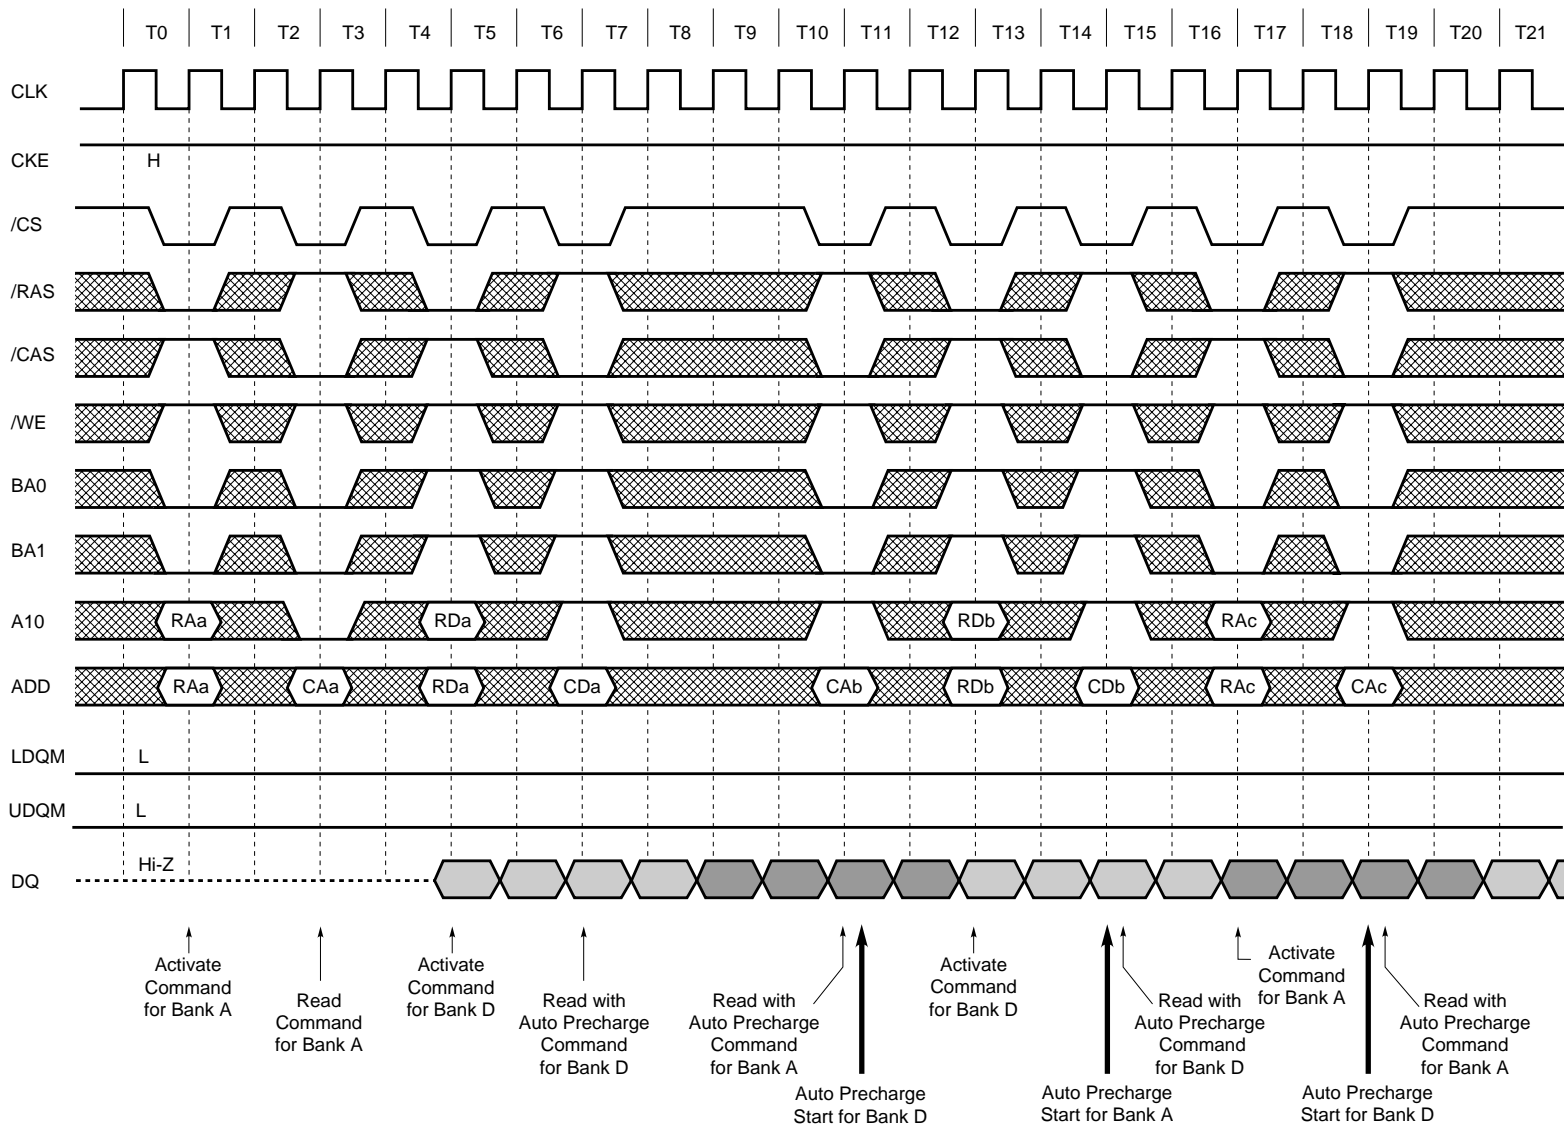 T0 T1 T2 T3 T4 T5 T6 T7 T8 T9 T10 T11 T12 T13 T14 T15 T16 T17 T18 T19 T20 T21
CLK
CKE H
/CS
/RAS
/CAS
/WE
BA0
BA1
A10 RAa RDa RDb RAc
ADD RAa CAa RDa CDa CAb RDb CDb RAc CAc
LDQM L
UDQM L
Hi-Z
DQ
Activate
Command
for Bank A
Read
Command
for Bank A
Activate
Command
for Bank D
Read with
Auto Precharge
Command
for Bank D
Read with
Auto Precharge
Command
for Bank A
Auto Precharge
Start for Bank D
Activate
Command
for Bank D
Auto Precharge
Start for Bank A
Read with
Auto Precharge
Command
for Bank D
Activate
Command
for Bank A
Auto Precharge
Start for Bank D
Read with
Auto Precharge
Command
for Bank A